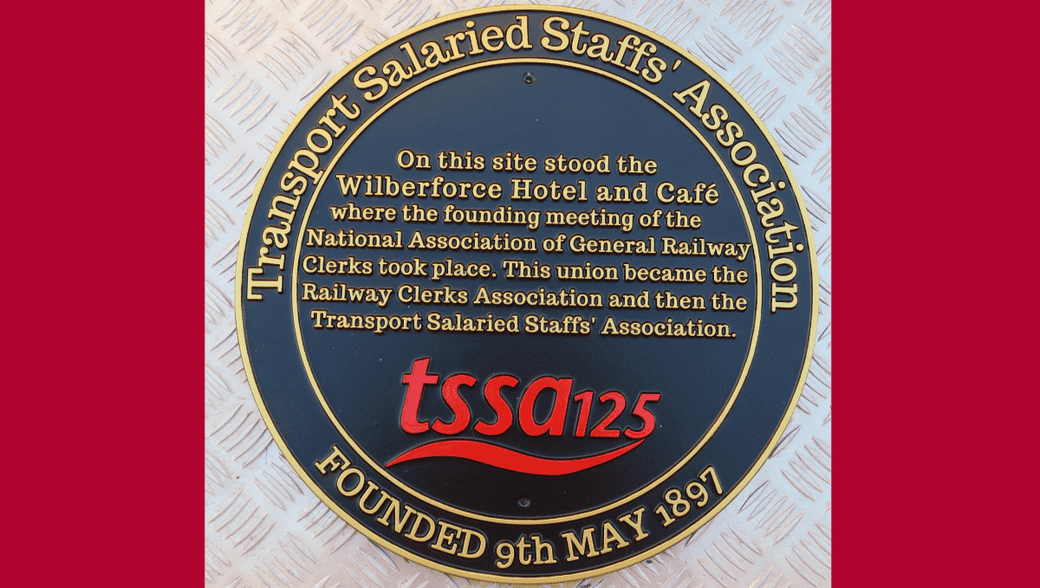 Transport Salaried Staffs' Association
On this site stood the
Wilberforce Hotel and Café
where the founding meeting of the
National Association of General Railway
Clerks took place. This union became the
Railway Clerks Association and then the
Transport Salaried Staffs' Association.
tssa125
FOUNDED 9th MAY 1897